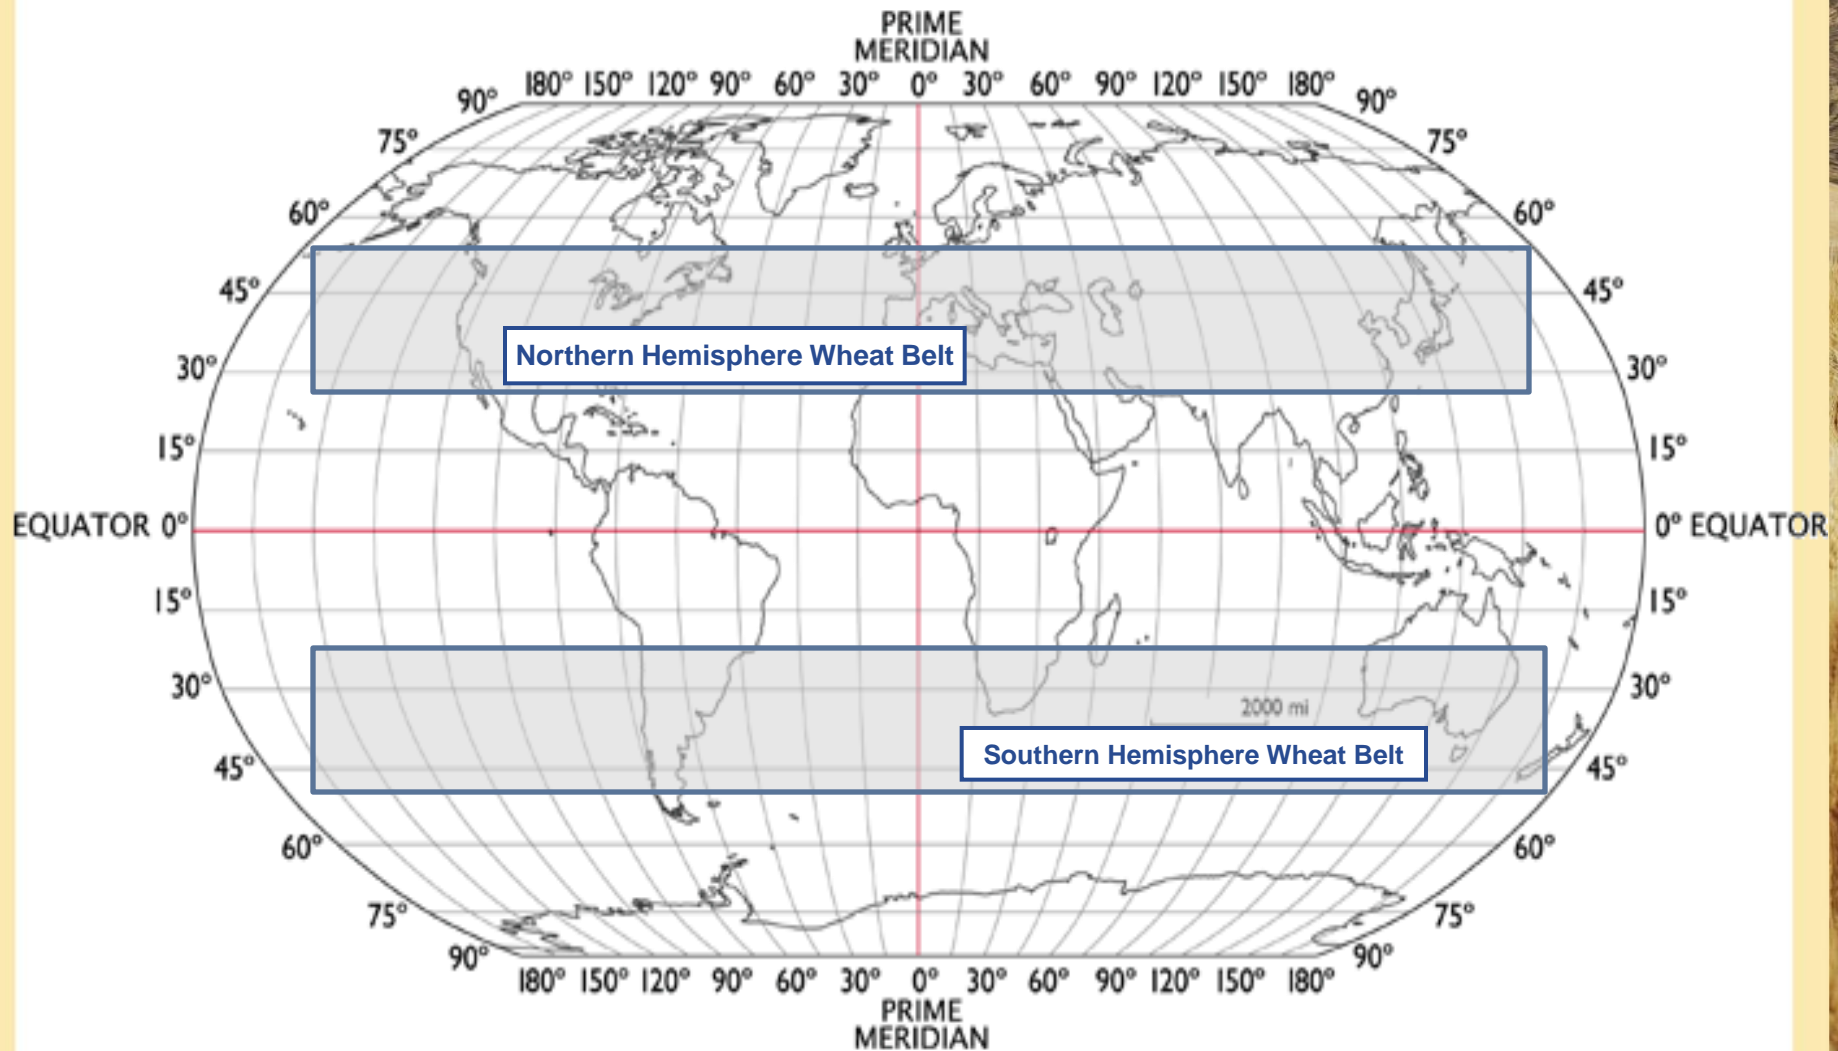 PRIME
MERIDIAN
180° 150° 120° 90° 60° 30° 0° 30° 60° 90° 120° 150° 180°
90° 90°
75° 75°
60° 60°
45° 45°
Northern Hemisphere Wheat Belt
30° 30°
15° 15°
EQUATOR 0° 0° EQUATOR
15° 15°
30° 30°
2000 mi
Southern Hemisphere Wheat Belt
45° 45°
60° 60°
75° 75°
90° 90°
180° 150° 120° 90° 60° 30° 0° 30° 60° 90° 120° 150° 180°
PRIME
MERIDIAN